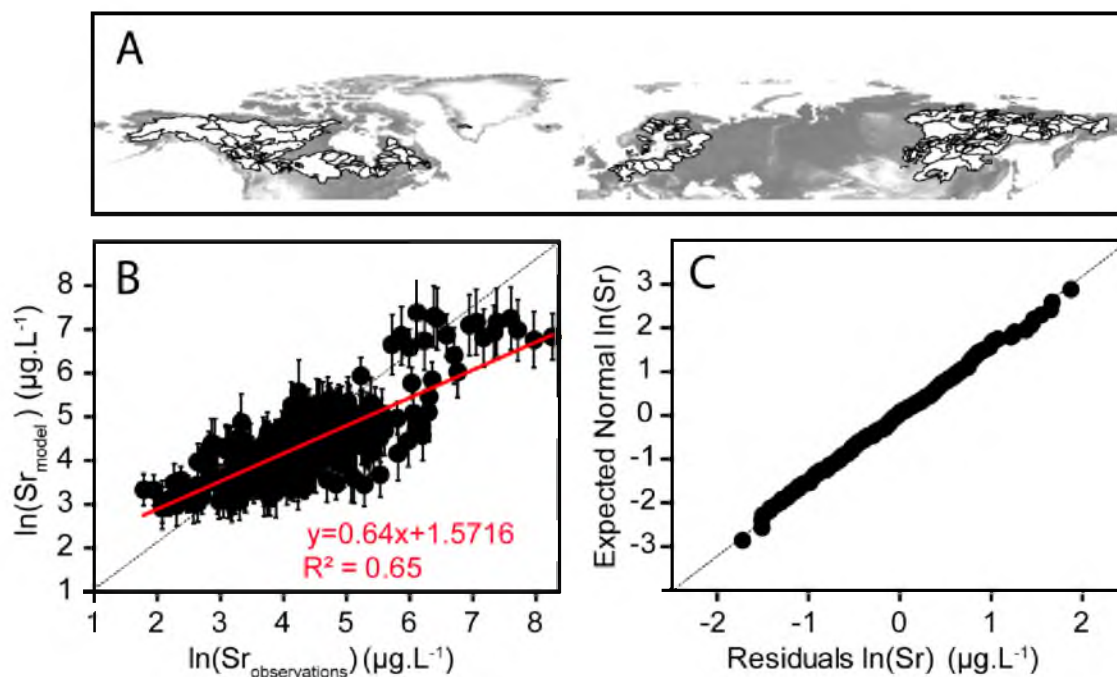 A
B
8
7
6
5
4
3
2
1
ln(Sr_model) (µg.L⁻¹)
y=0.64x+1.5716
R² = 0.65
1 2 3 4 5 6 7 8
ln(Sr_observations) (µg.L⁻¹)
C
3
2
1
0
-1
-2
-3
Expected Normal ln(Sr)
-2 -1 0 1 2
Residuals ln(Sr) (µg.L⁻¹)